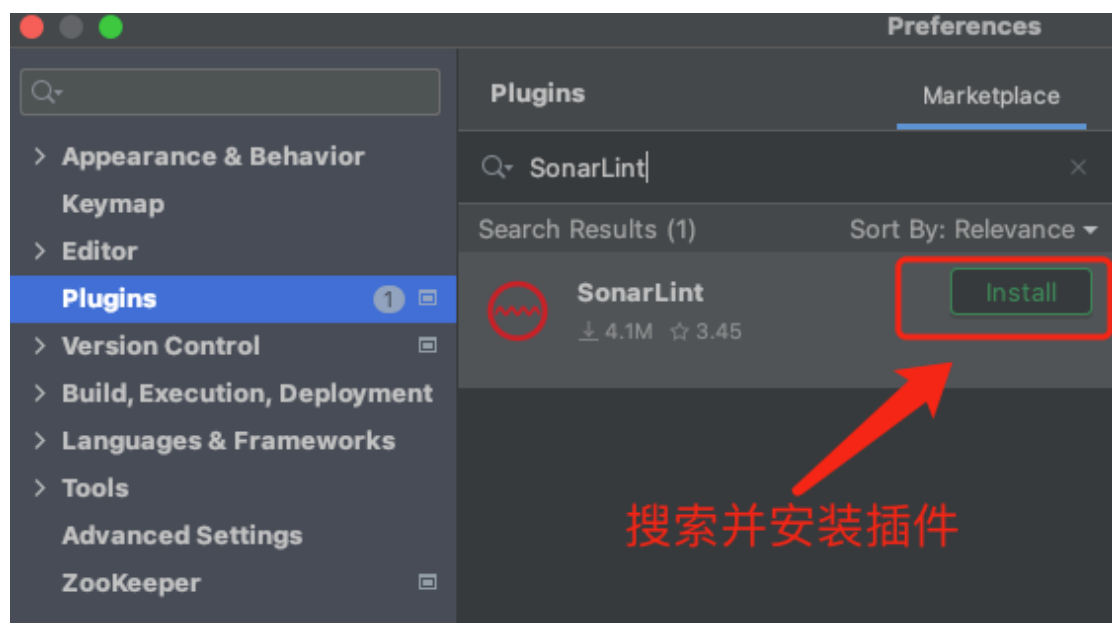 Preferences
Appearance & Behavior
Keymap
Editor
Plugins 1
Version Control
Build, Execution, Deployment
Languages & Frameworks
Tools
Advanced Settings
ZooKeeper
Plugins Marketplace
SonarLint
Search Results (1) Sort By: Relevance
SonarLint Install
4.1M 3.45
搜索并安装插件